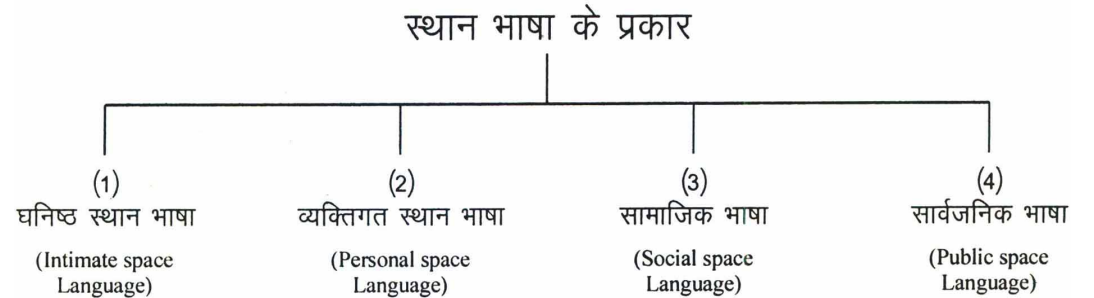 स्थान भाषा के प्रकार
(1)
घनिष्ठ स्थान भाषा
(Intimate space
Language)
(2)
व्यक्तिगत स्थान भाषा
(Personal space
Language)
(3)
सामाजिक भाषा
(Social space
Language)
(4)
सार्वजनिक भाषा
(Public space
Language)